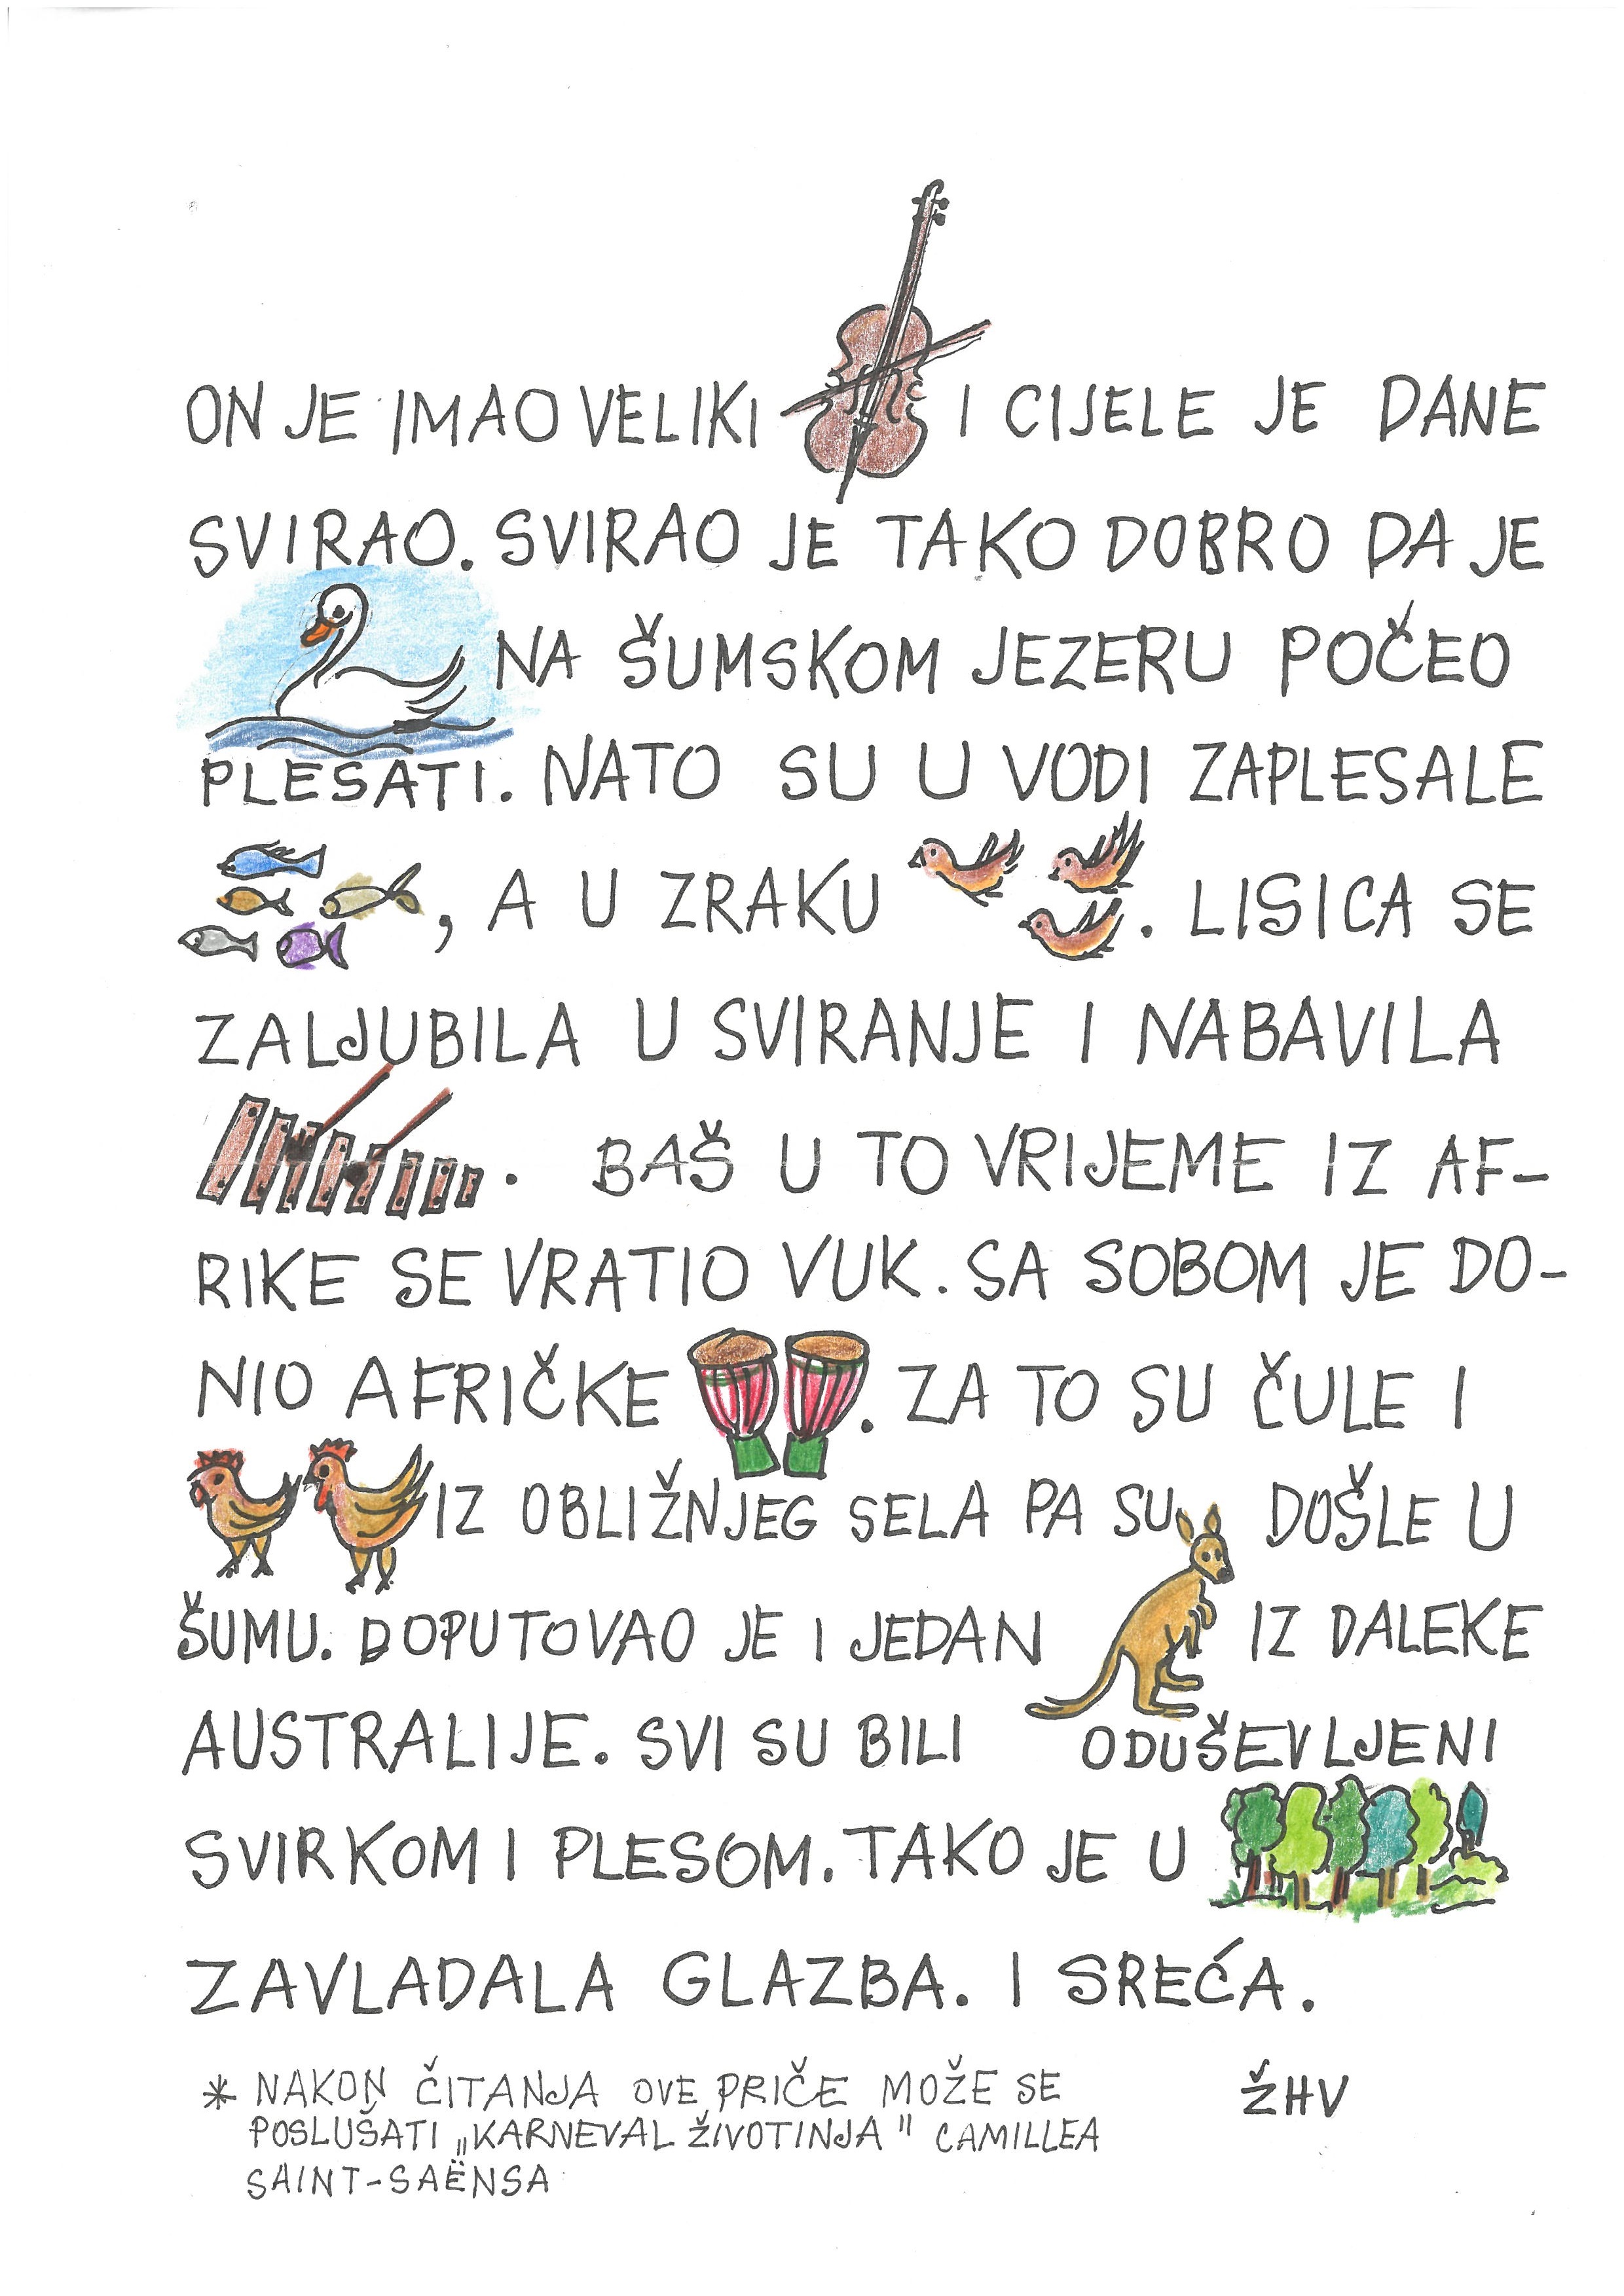 ON JE IMAO VELIKI I CIJELE JE DANE
SVIRAO. SVIRAO JE TAKO DOBRO DA JE
NA ŠUMSKOM JEZERU POČEO
PLESATI. NATO SU U VODI ZAPLESALE
, A U ZRAKU . LISICA SE
ZALJUBILA U SVIRANJE I NABAVILA
. BAŠ U TO VRIJEME IZ AF-
RIKE SE VRATIO VUK. SA SOBOM JE DO-
NIO AFRIČKE . ZA TO SU ČULE I
IZ OBLIŽNJEG SELA PA SU DOŠLE U
ŠUMU. DOPUTOVAO JE I JEDAN IZ DALEKE
AUSTRALIJE. SVI SU BILI ODUŠEVLJENI
SVIRKOM I PLESOM. TAKO JE U
ZAVLADALA GLAZBA. I SREĆA.
* NAKON ČITANJA OVE PRIČE MOŽE SE
POSLUŠATI „KARNEVAL ŽIVOTINJA" CAMILLEA
SAINT-SAËNSA
ŽHV